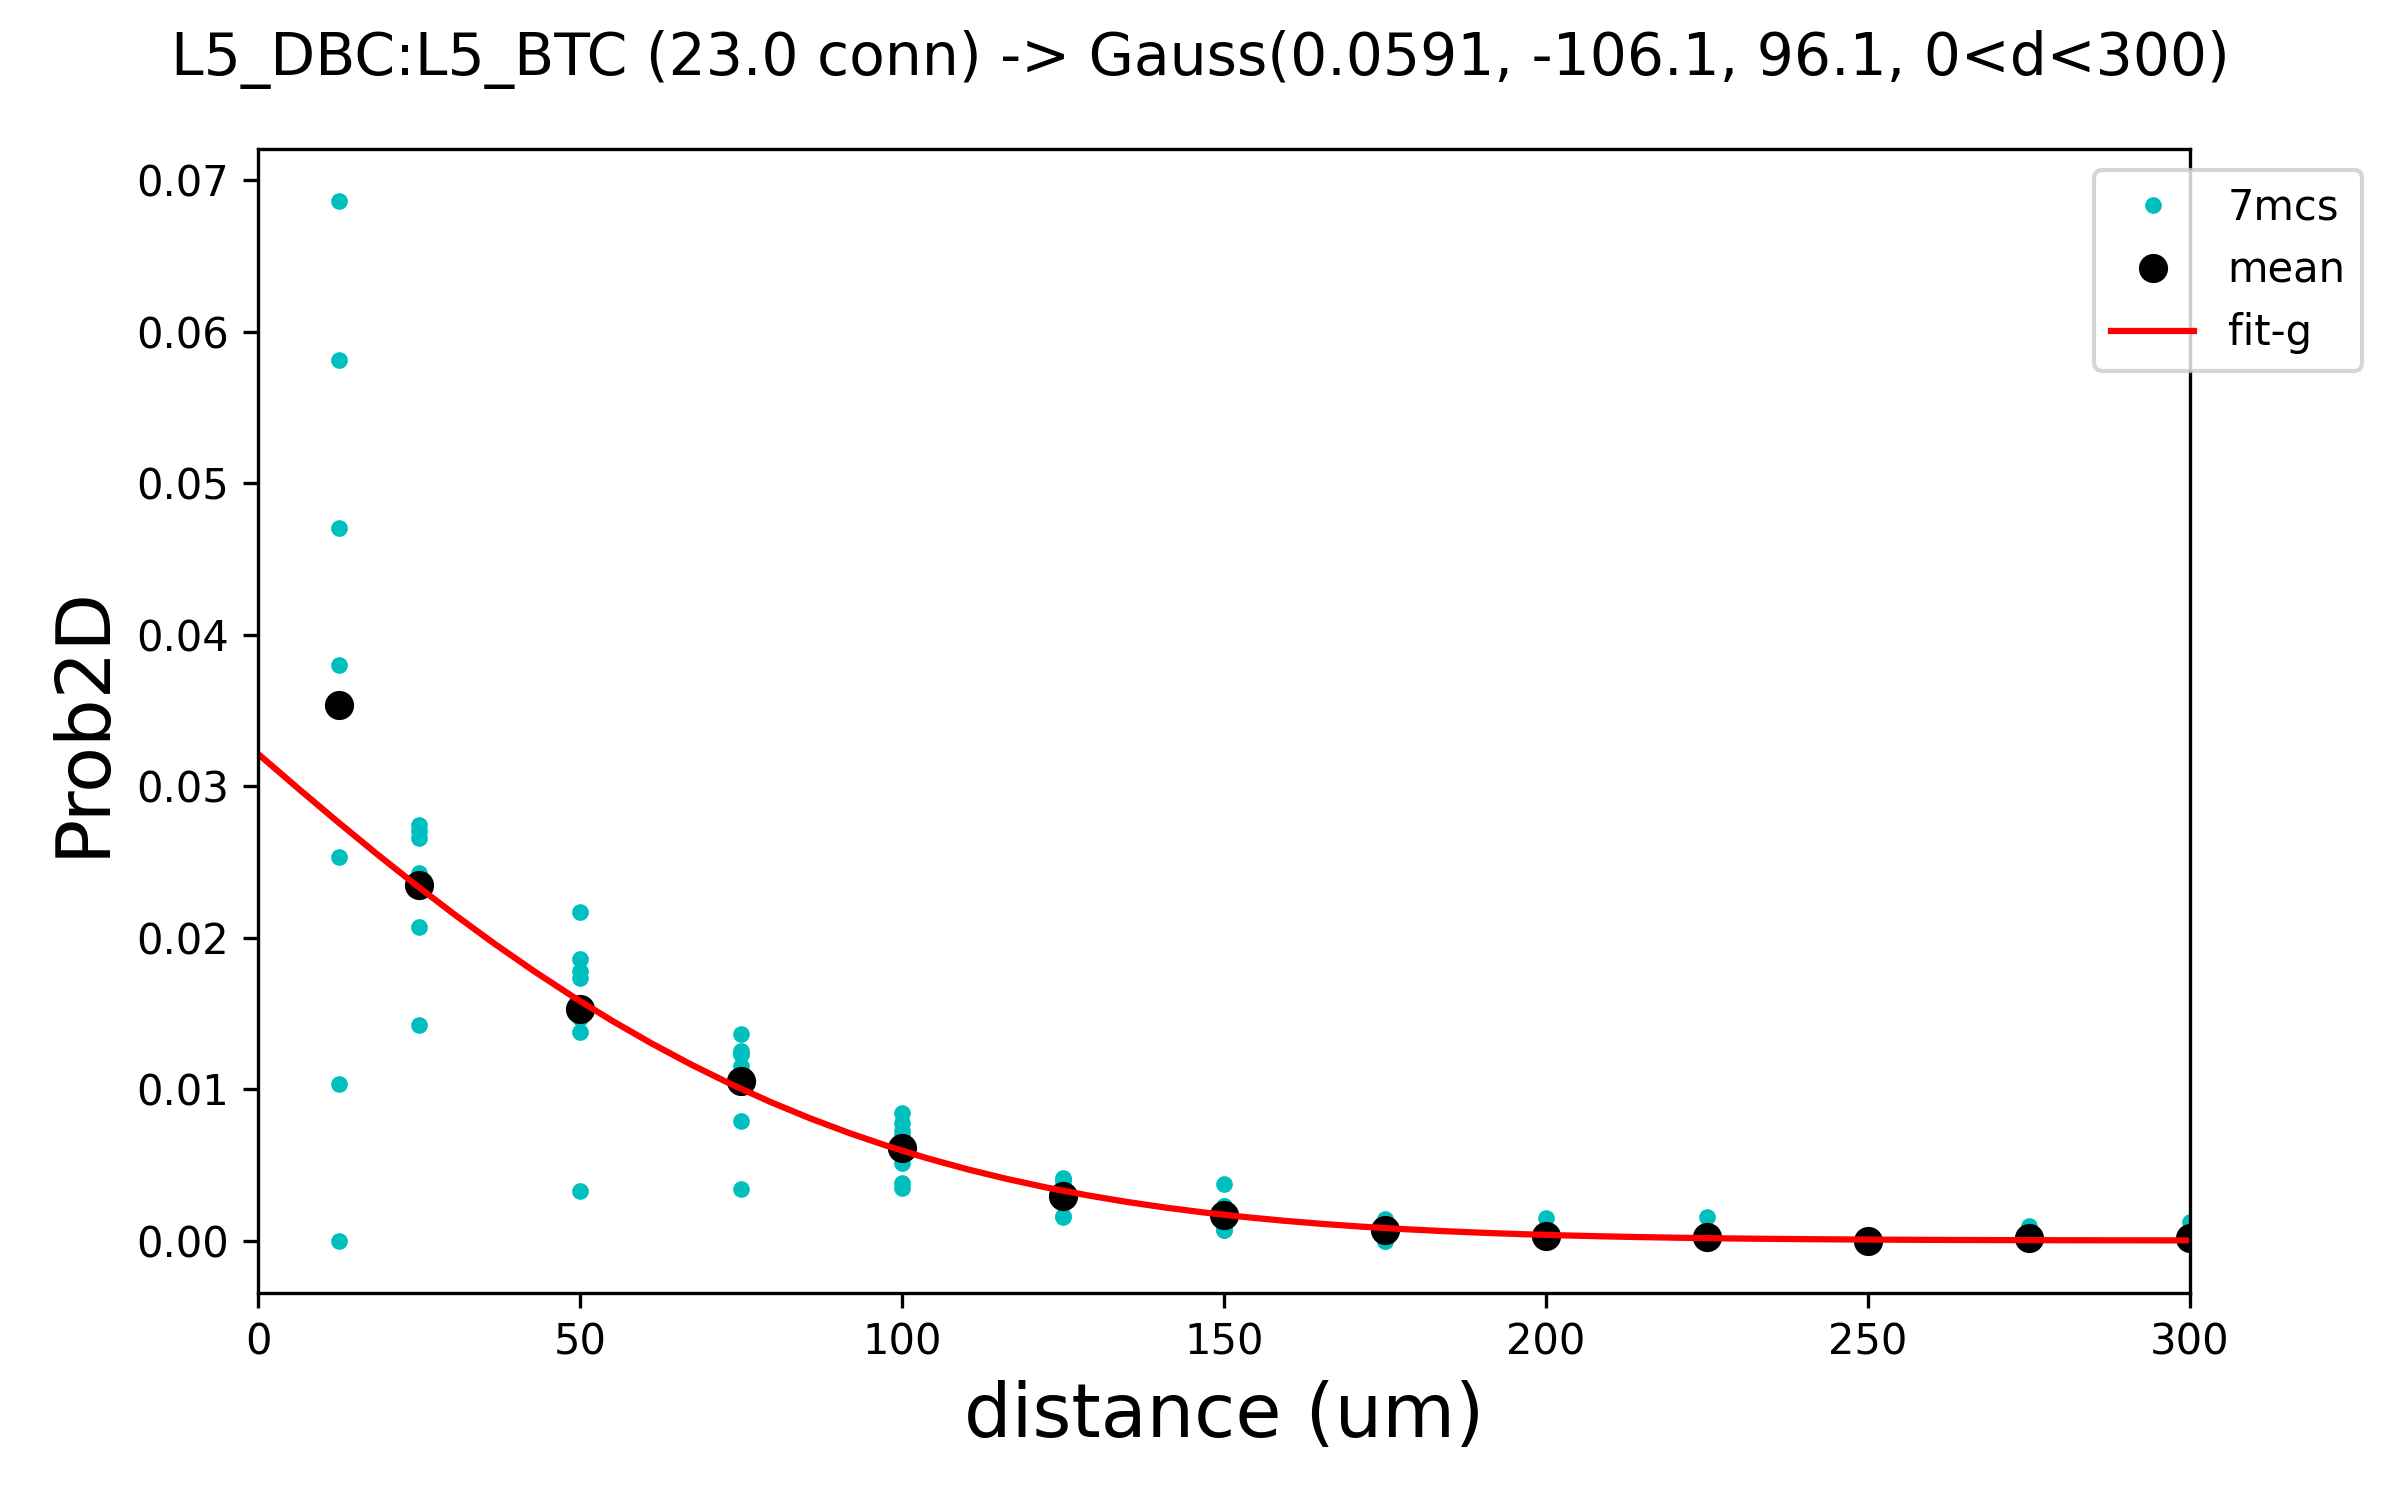 L5_DBC:L5_BTC (23.0 conn) -> Gauss(0.0591, -106.1, 96.1, 0<d<300)
7mcs
mean
fit-g
Prob2D
0.07
0.06
0.05
0.04
0.03
0.02
0.01
0.00
0 50 100 150 200 250 300
distance (um)